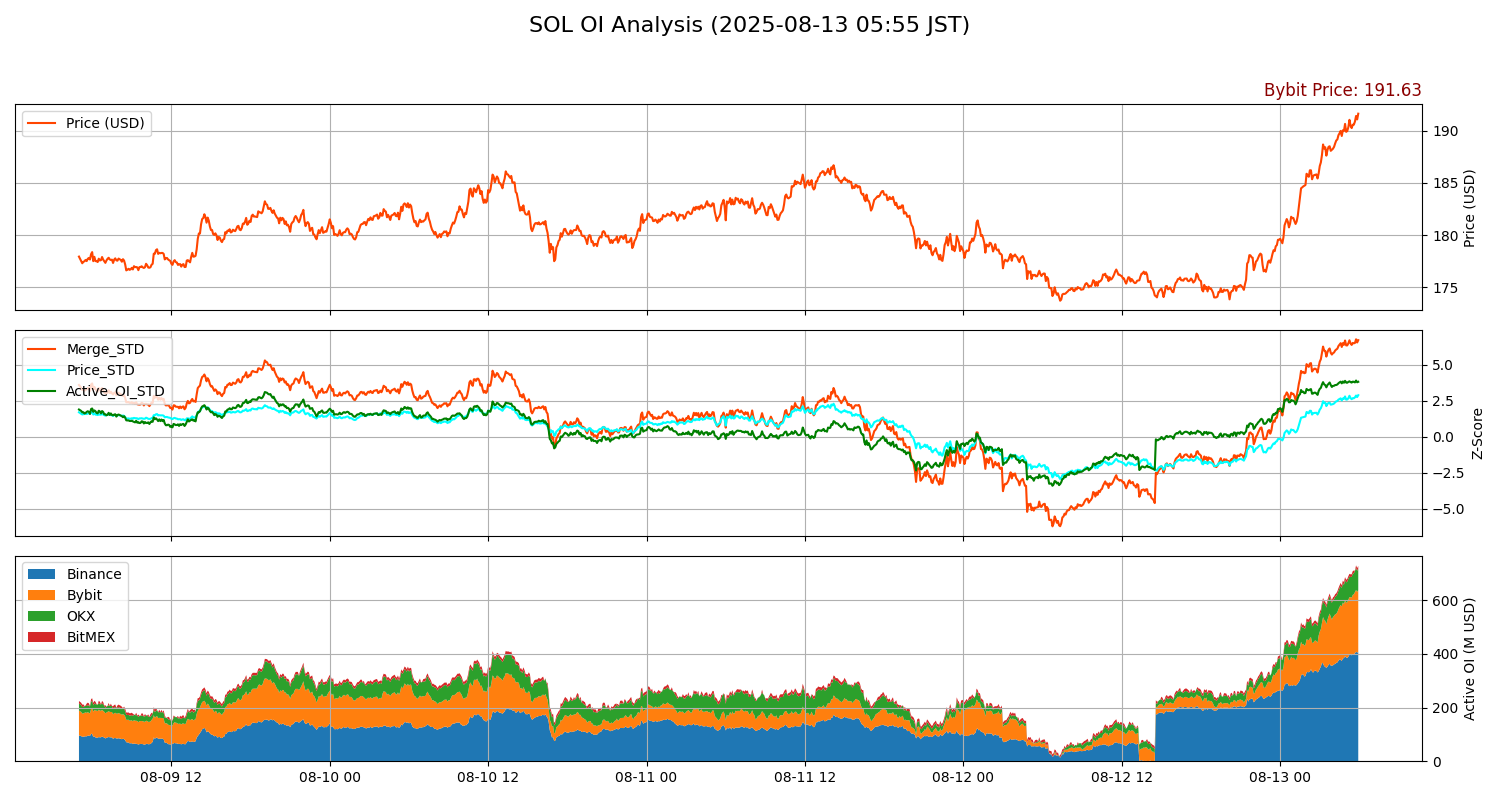 SOL OI Analysis (2025-08-13 05:55 JST)
Bybit Price: 191.63
Price (USD)
190
185
180
175
Price (USD)
Merge_STD
Price_STD
Active_OI_STD
5.0
2.5
0.0
−2.5
−5.0
Z-Score
Binance
Bybit
OKX
BitMEX
600
400
200
0
Active OI (M USD)
08-09 12
08-10 00
08-10 12
08-11 00
08-11 12
08-12 00
08-12 12
08-13 00